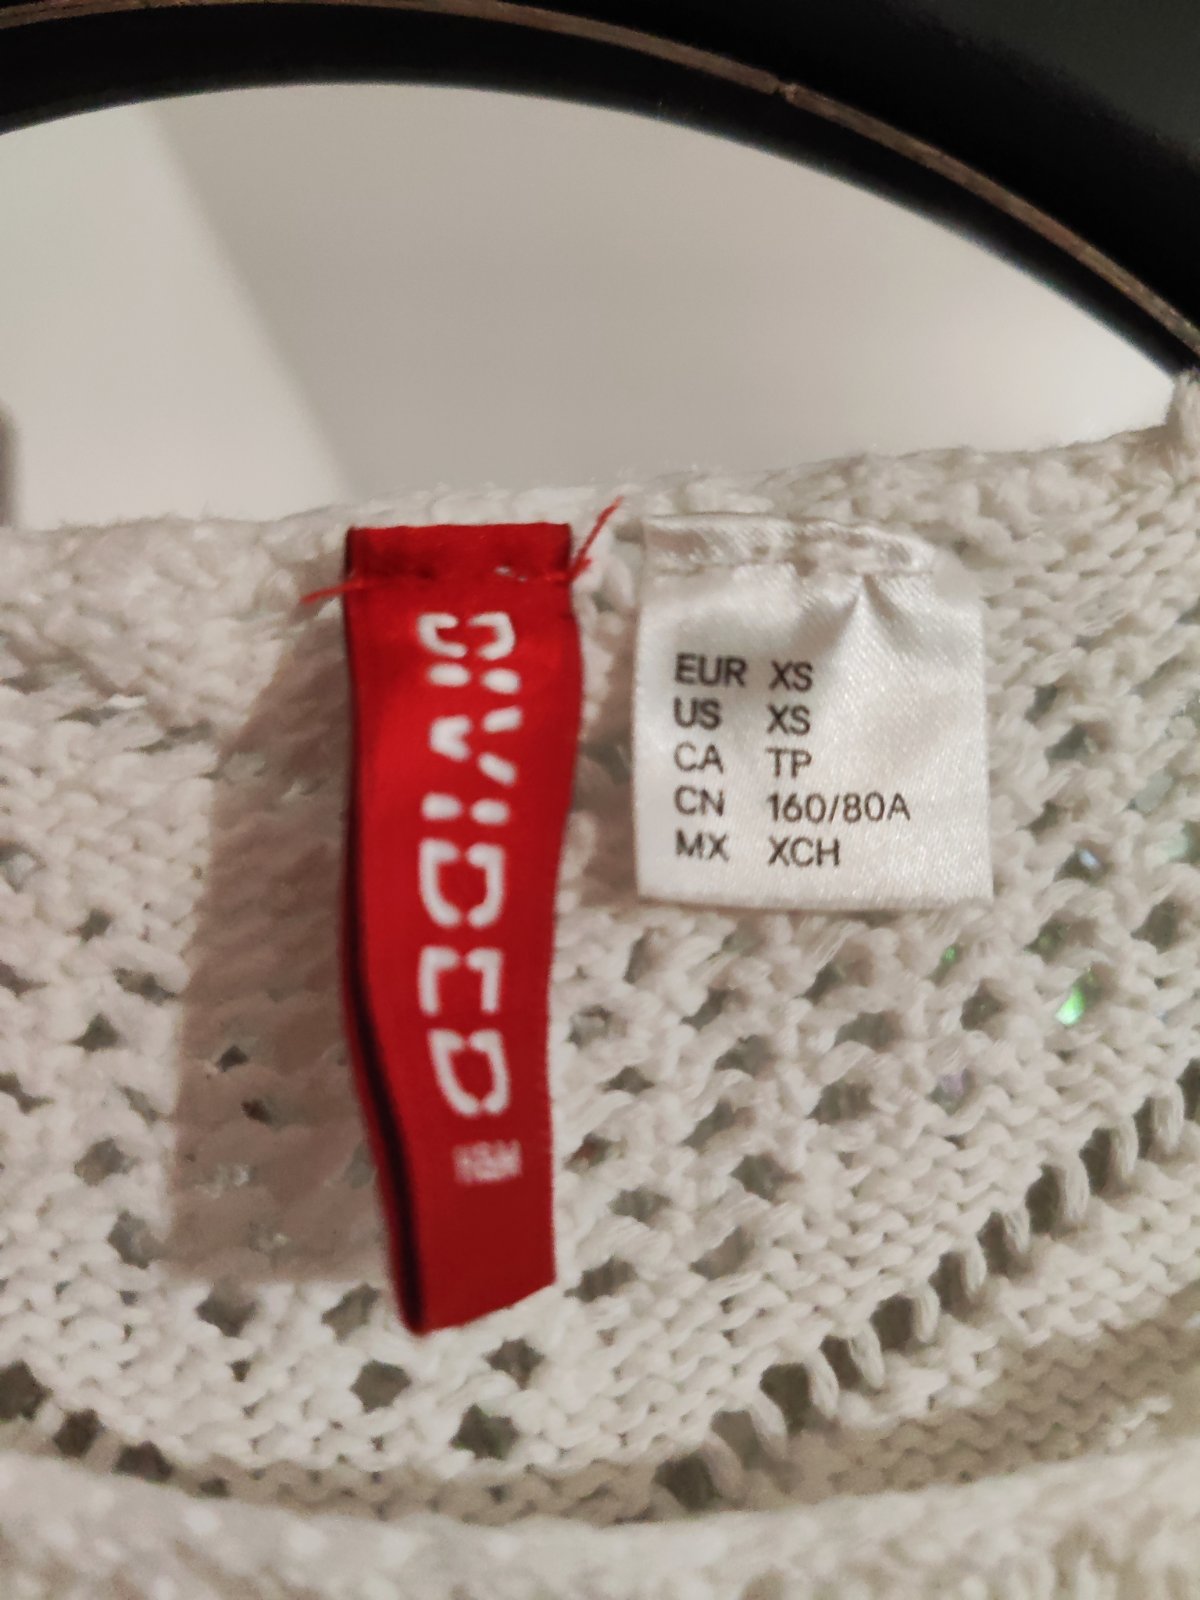 DIVIDED
H&M
EUR XS
US XS
CA TP
CN 160/80A
MX XCH